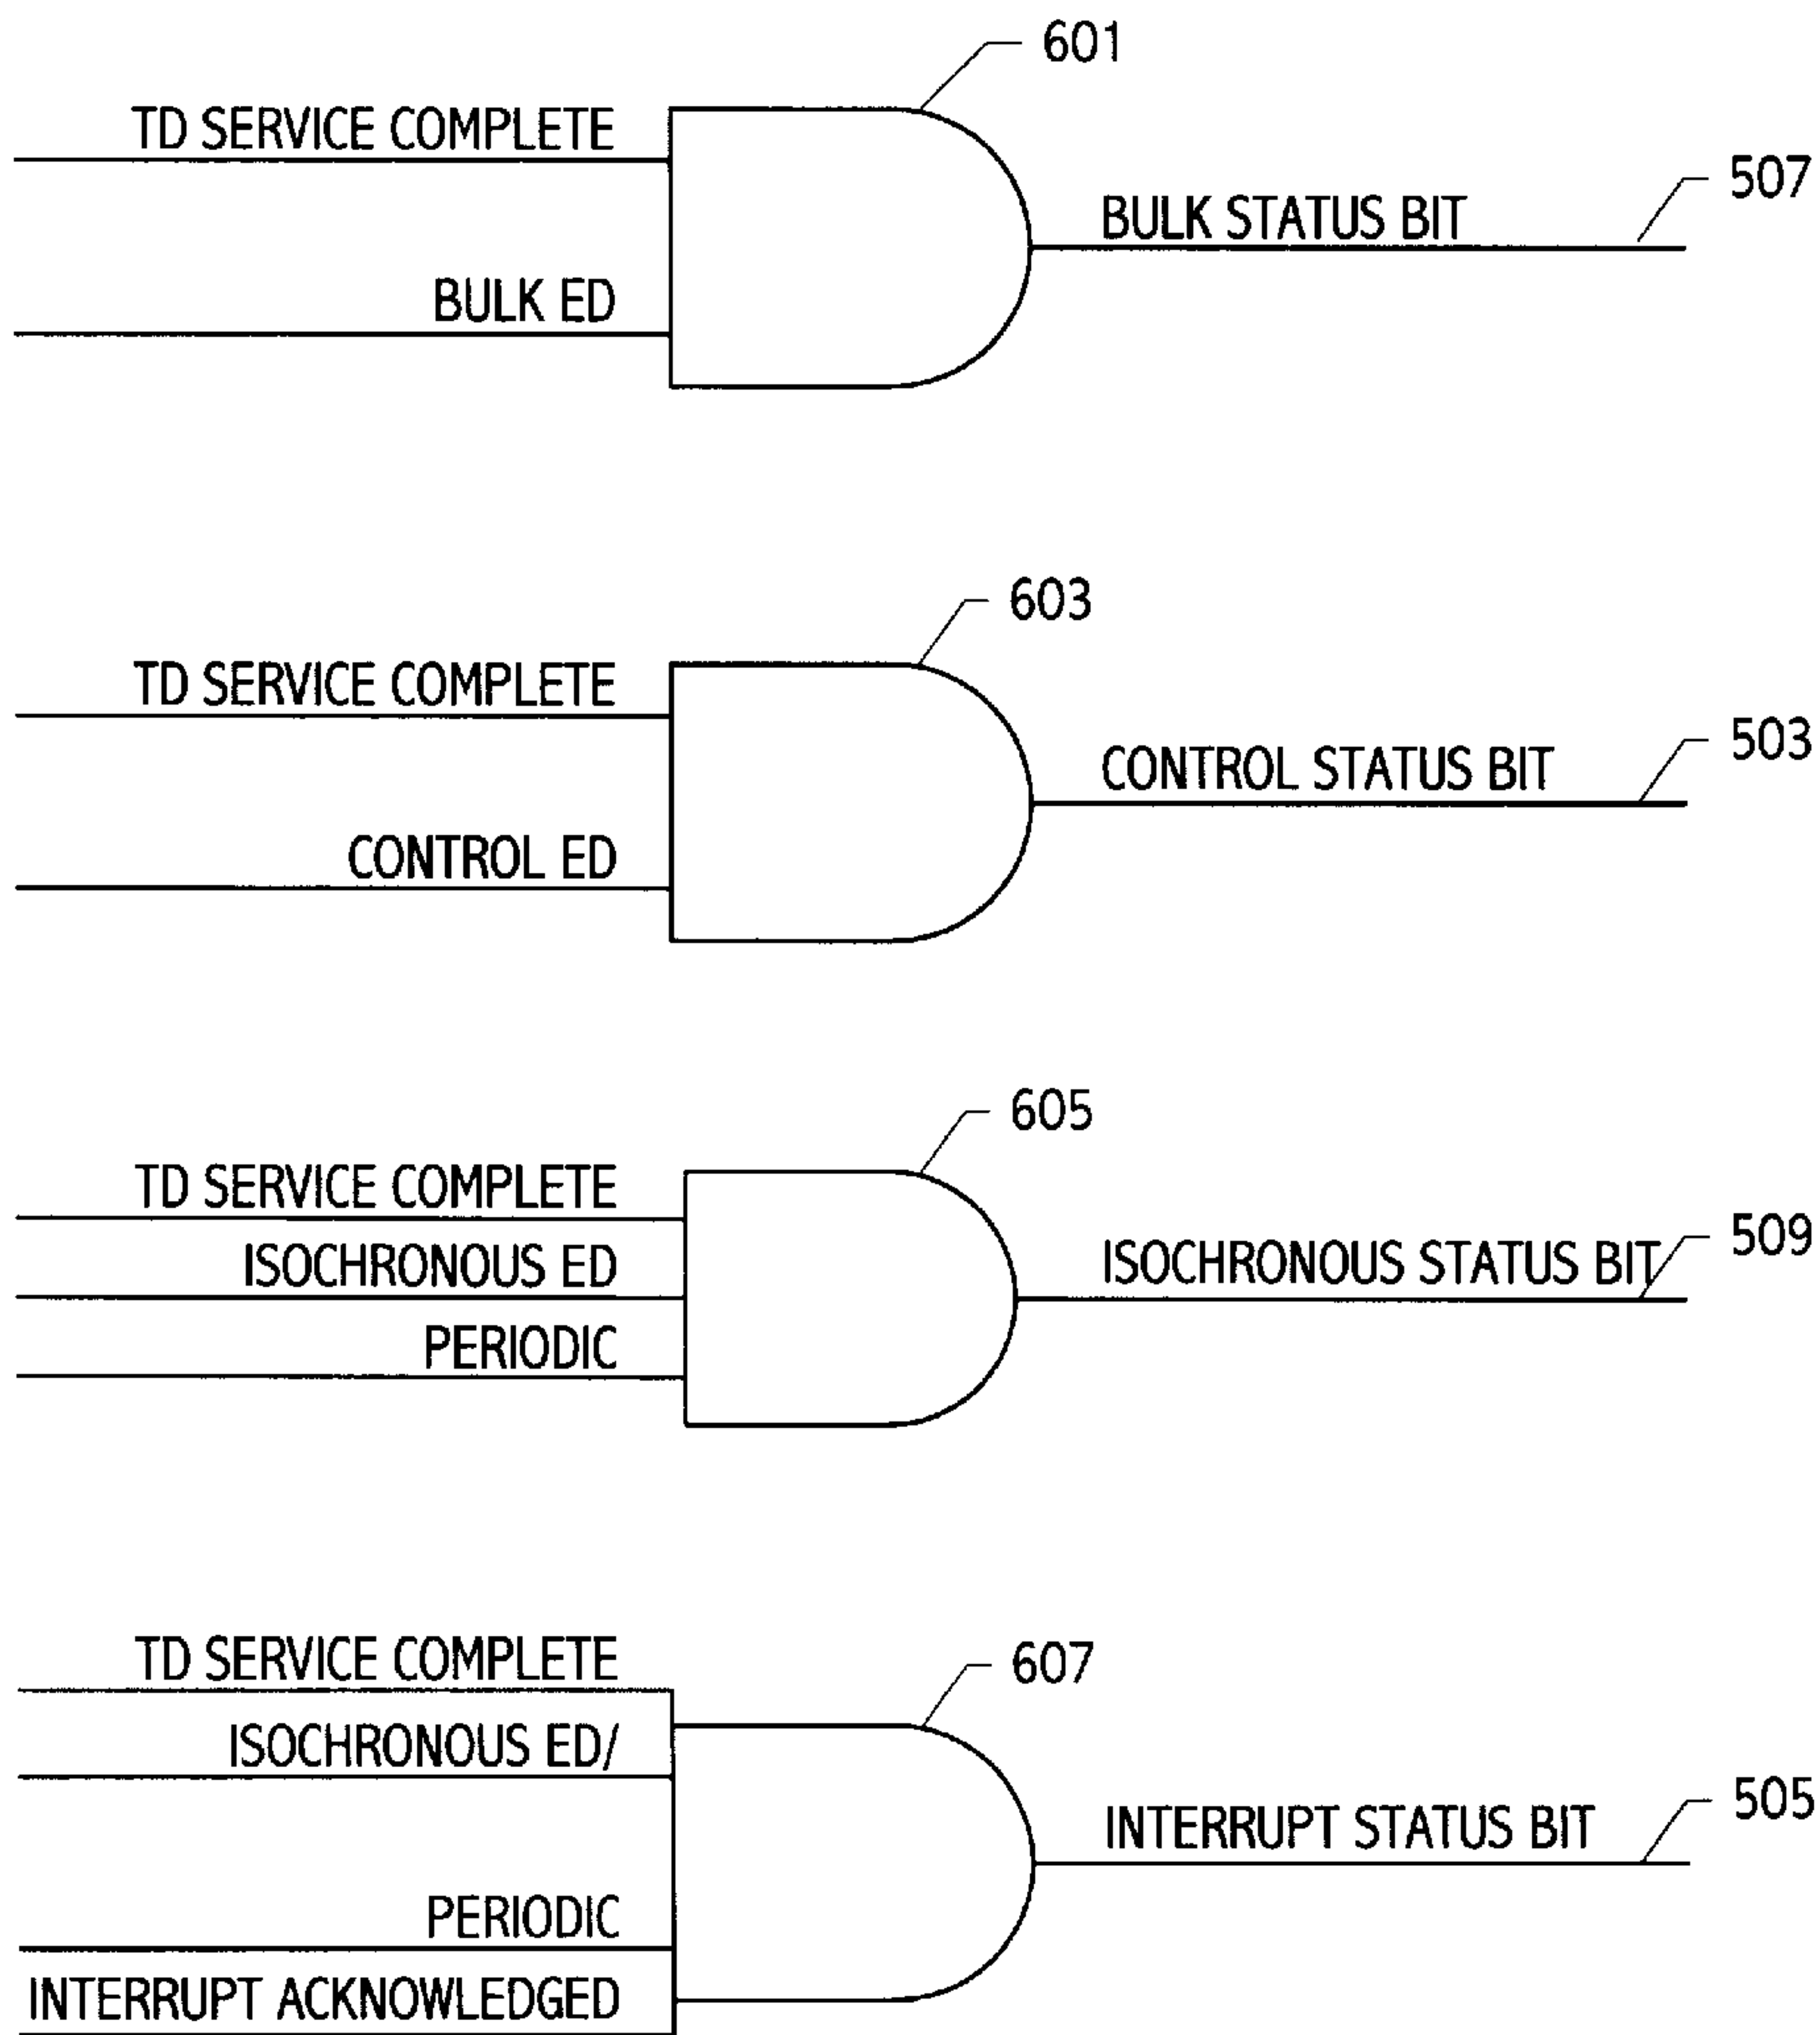 601
TD SERVICE COMPLETE
507
BULK STATUS BIT
BULK ED
603
TD SERVICE COMPLETE
503
CONTROL STATUS BIT
CONTROL ED
605
TD SERVICE COMPLETE
509
ISOCHRONOUS ED
ISOCHRONOUS STATUS BIT
PERIODIC
607
TD SERVICE COMPLETE
ISOCHRONOUS ED/
505
INTERRUPT STATUS BIT
PERIODIC
INTERRUPT ACKNOWLEDGED